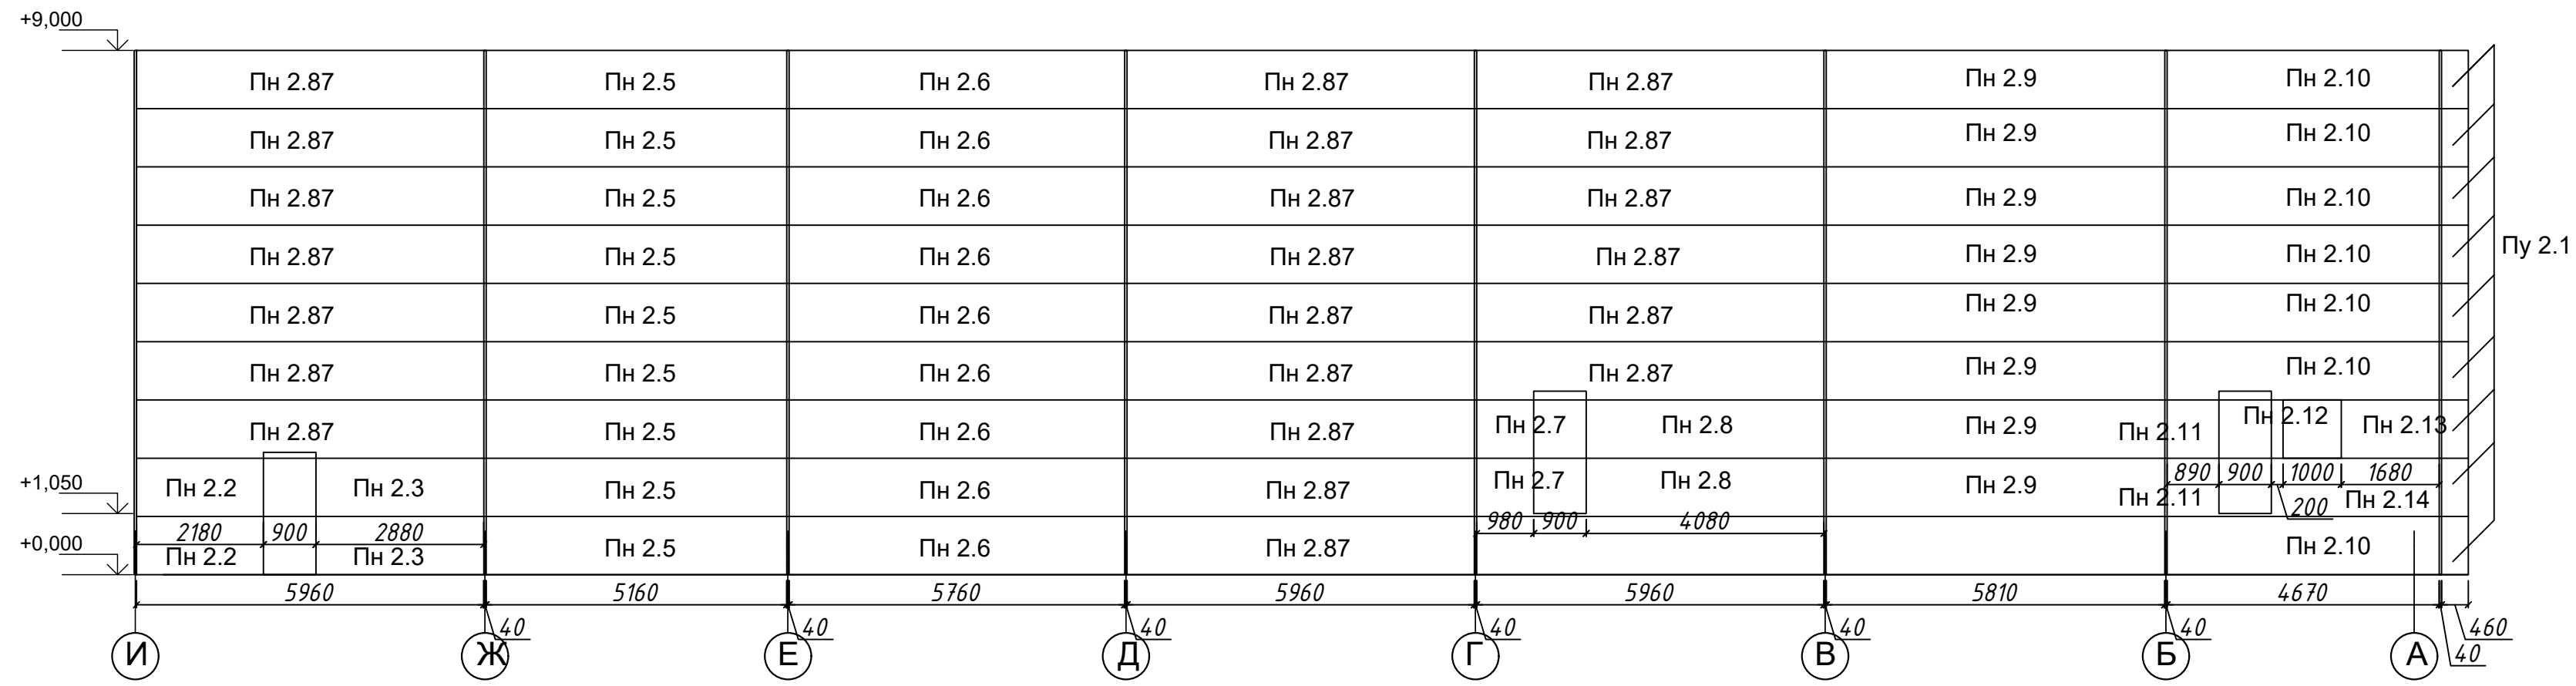 +9,000
Пн 2.87 Пн 2.5 Пн 2.6 Пн 2.87 Пн 2.87 Пн 2.9 Пн 2.10
Пн 2.87 Пн 2.5 Пн 2.6 Пн 2.87 Пн 2.87 Пн 2.9 Пн 2.10
Пн 2.87 Пн 2.5 Пн 2.6 Пн 2.87 Пн 2.87 Пн 2.9 Пн 2.10
Пн 2.87 Пн 2.5 Пн 2.6 Пн 2.87 Пн 2.87 Пн 2.9 Пн 2.10 Пу 2.1
Пн 2.87 Пн 2.5 Пн 2.6 Пн 2.87 Пн 2.87 Пн 2.9 Пн 2.10
Пн 2.87 Пн 2.5 Пн 2.6 Пн 2.87 Пн 2.87 Пн 2.9 Пн 2.10
Пн 2.87 Пн 2.5 Пн 2.6 Пн 2.87 Пн 2.7 Пн 2.8 Пн 2.9 Пн 2.11 Пн 2.12 Пн 2.13
890 900 1000 1680
+1,050 Пн 2.2 Пн 2.3 Пн 2.5 Пн 2.6 Пн 2.87 Пн 2.7 Пн 2.8 Пн 2.9 Пн 2.11 200 Пн 2.14
2180 900 2880 980 900 4080
+0,000 Пн 2.2 Пн 2.3 Пн 2.5 Пн 2.6 Пн 2.87 Пн 2.10
5960 5160 5760 5960 5960 5810 4670
40 40 40 40 40 40 460
И Ж Е Д Г В Б А 40